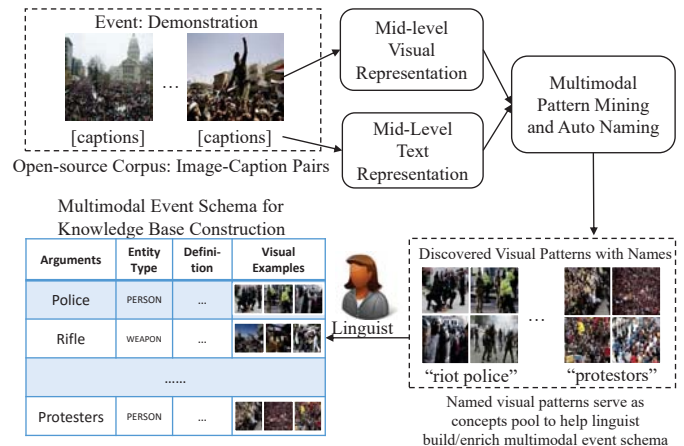 Event: Demonstration
...
[captions]
[captions]
Open-source Corpus: Image-Caption Pairs
Mid-level
Visual
Representation
Mid-Level
Text
Representation
Multimodal
Pattern Mining
and Auto Naming
Multimodal Event Schema for
Knowledge Base Construction
Arguments
Entity
Type
Defini-
tion
Visual
Examples
Police
PERSON
...
Rifle
WEAPON
...
......
Protesters
PERSON
...
Linguist
Discovered Visual Patterns with Names
...
“riot police”
“protestors”
Named visual patterns serve as
concepts pool to help linguist
build/enrich multimodal event schema